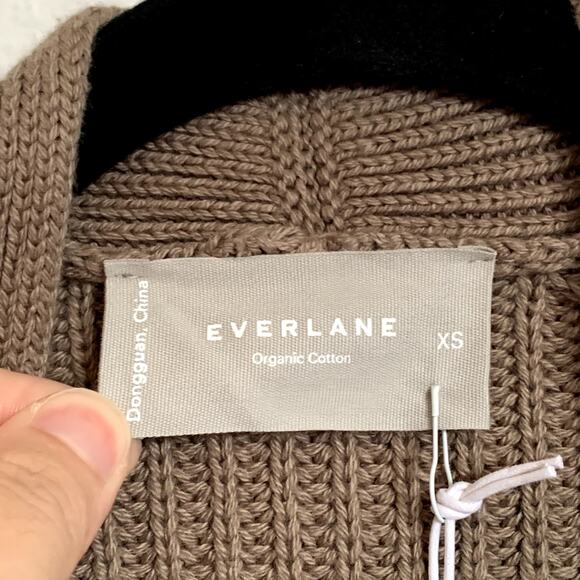 Dongguan, China
EVERLANE
Organic Cotton
XS